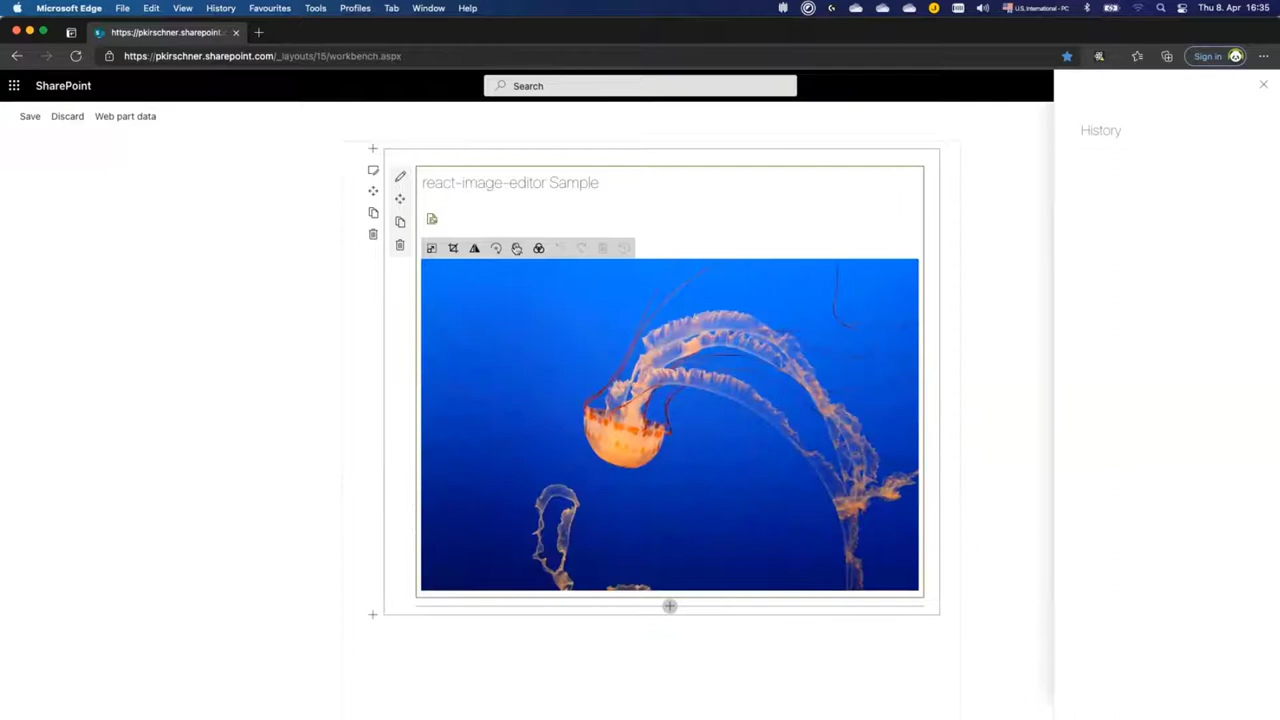 Microsoft Edge File Edit View History Favourites Tools Profiles Tab Window Help U.S. International - PC Thu 8. Apr 16:35
https://pkirschner.sharepoint.
https://pkirschner.sharepoint.com/_layouts/15/workbench.aspx Sign in
SharePoint Search
Save Discard Web part data
History
react-image-editor Sample